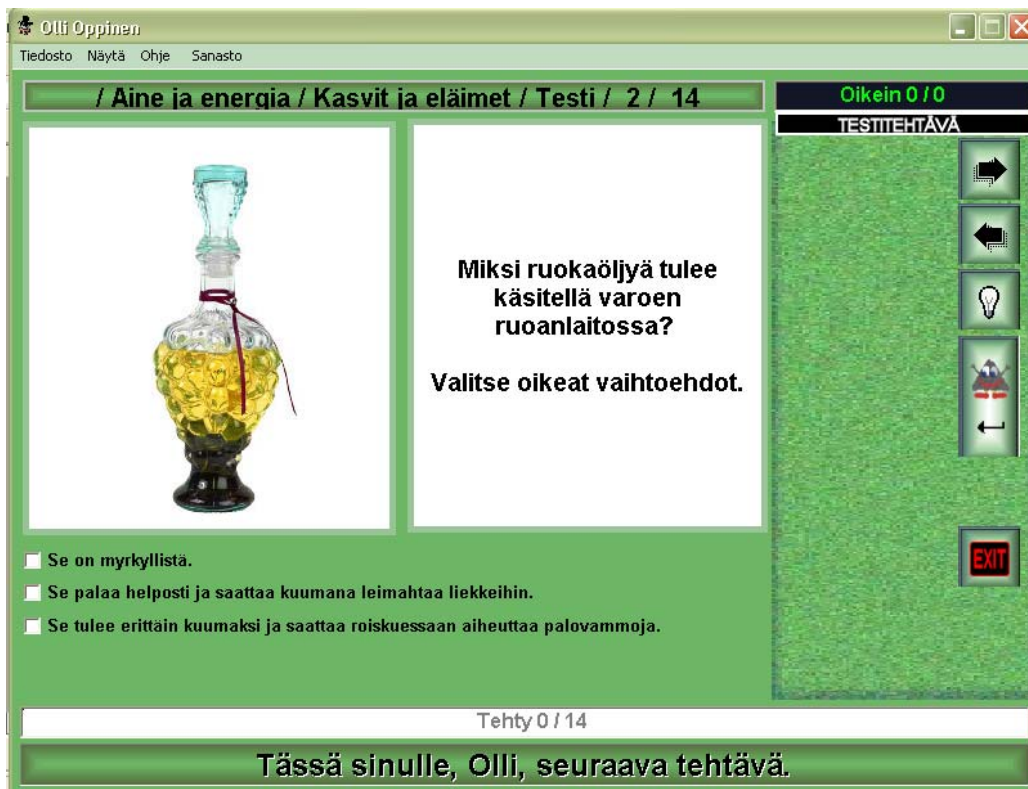 Olli Oppinen
Tiedosto Näytä Ohje Sanasto
/ Aine ja energia / Kasvit ja eläimet / Testi / 2 / 14
Oikein 0 / 0
TESTITEHTÄVÄ
Miksi ruokaöljyä tulee
käsitellä varoen
ruoanlaitossa?
Valitse oikeat vaihtoehdot.
Se on myrkyllistä.
Se palaa helposti ja saattaa kuumana leimahtaa liekkeihin.
Se tulee erittäin kuumaksi ja saattaa roiskuessaan aiheuttaa palovammoja.
EXIT
Tehty 0 / 14
Tässä sinulle, Olli, seuraava tehtävä.